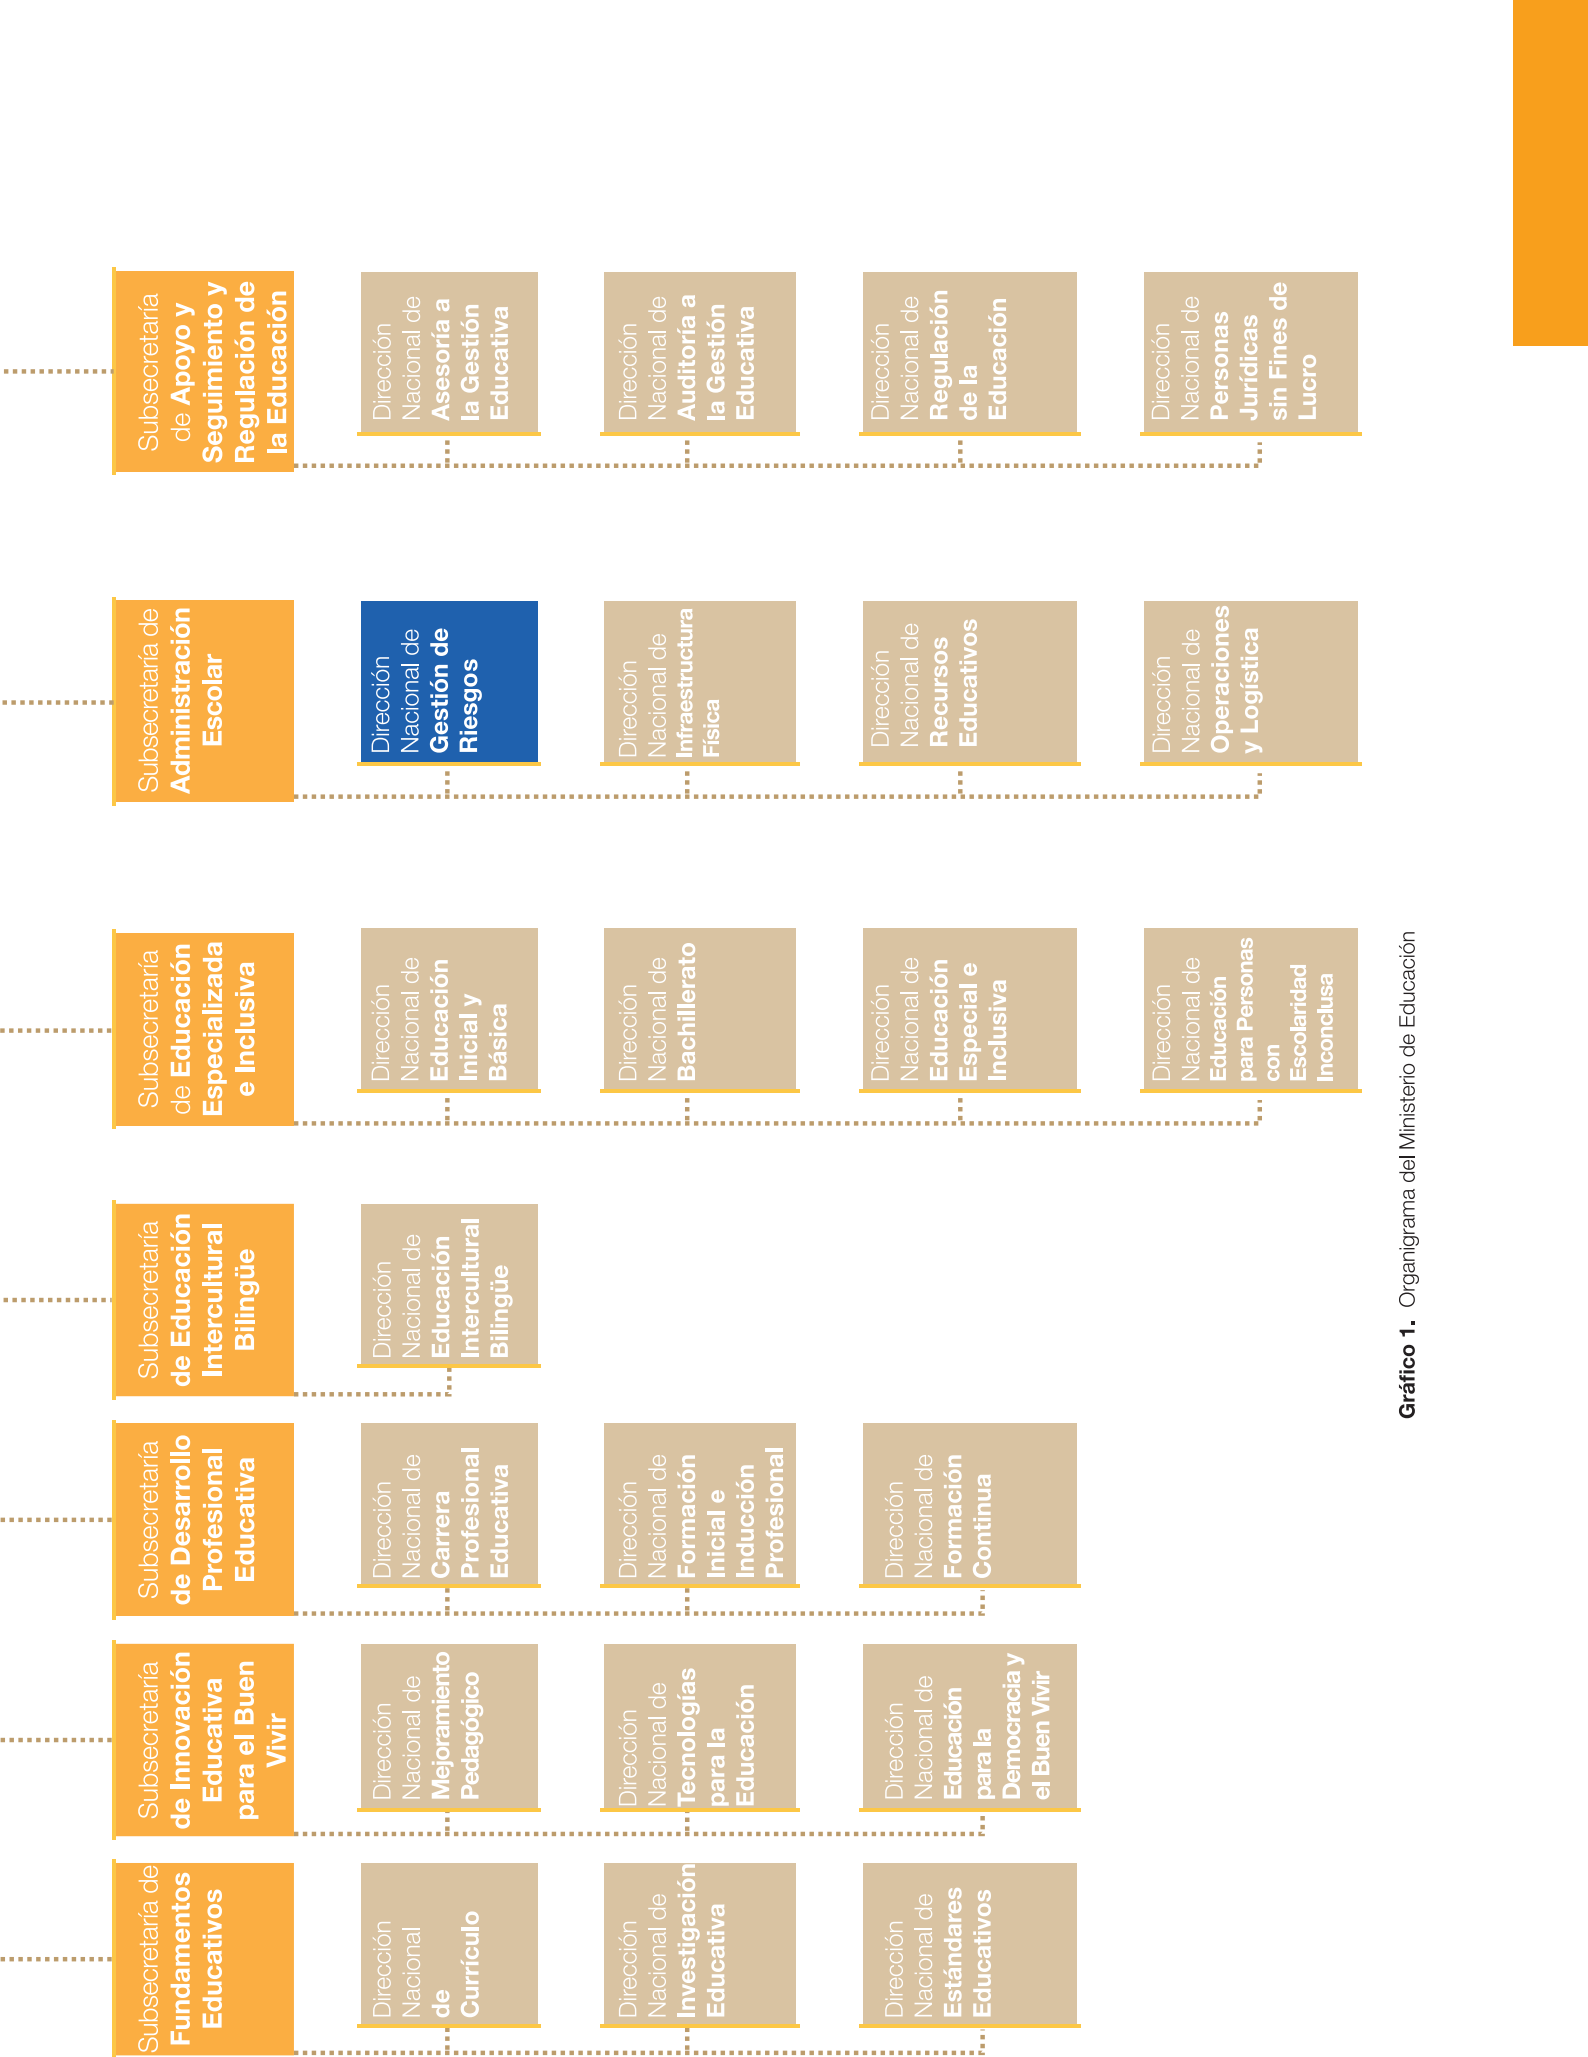 Subsecretaría de
Fundamentos
Educativos
Dirección
Nacional
de
Currículo
Dirección
Nacional de
Investigación
Educativa
Dirección
Nacional de
Estándares
Educativos
Subsecretaría
de Innovación
Educativa
para el Buen
Vivir
Dirección
Nacional de
Mejoramiento
Pedagógico
Dirección
Nacional de
Tecnologías
para la
Educación
Dirección
Nacional de
Educación
para la
Democracia y
el Buen Vivir
Subsecretaría
de Desarrollo
Profesional
Educativa
Dirección
Nacional de
Carrera
Profesional
Educativa
Dirección
Nacional de
Formación
Inicial e
Inducción
Profesional
Dirección
Nacional de
Formación
Continua
Subsecretaría
de Educación
Intercultural
Bilingüe
Dirección
Nacional de
Educación
Intercultural
Bilingüe
Subsecretaría
de Educación
Especializada
e Inclusiva
Dirección
Nacional de
Educación
Inicial y
Básica
Dirección
Nacional de
Bachillerato
Dirección
Nacional de
Educación
Especial e
Inclusiva
Dirección
Nacional de
Educación
para Personas
con
Escolaridad
Inconclusa
Subsecretaría de
Administración
Escolar
Dirección
Nacional de
Gestión de
Riesgos
Dirección
Nacional de
Infraestructura
Física
Dirección
Nacional de
Recursos
Educativos
Dirección
Nacional de
Operaciones
y Logística
Subsecretaría
de Apoyo y
Seguimiento y
Regulación de
la Educación
Dirección
Nacional de
Asesoría a
la Gestión
Educativa
Dirección
Nacional de
Auditoría a
la Gestión
Educativa
Dirección
Nacional de
Regulación
de la
Educación
Dirección
Nacional de
Personas
Jurídicas
sin Fines de
Lucro
Gráfico 1. Organigrama del Ministerio de Educación